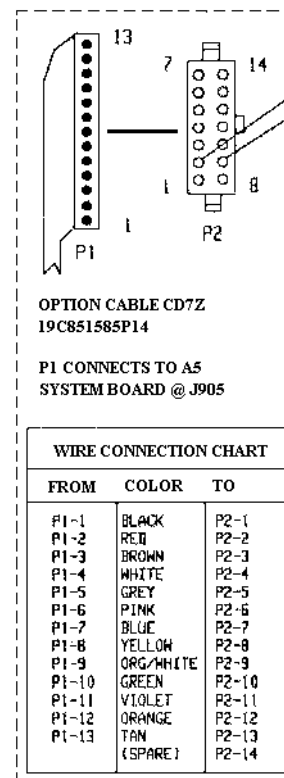 13
7 14
1 8
1
P1 P2
OPTION CABLE CD7Z
19C851585P14
P1 CONNECTS TO A5
SYSTEM BOARD @ J905
WIRE CONNECTION CHART
FROM COLOR TO
P1-1 BLACK P2-1
P1-2 RED P2-2
P1-3 BROWN P2-3
P1-4 WHITE P2-4
P1-5 GREY P2-5
P1-6 PINK P2-6
P1-7 BLUE P2-7
P1-8 YELLOW P2-8
P1-9 ORG/WHITE P2-9
P1-10 GREEN P2-10
P1-11 VIOLET P2-11
P1-12 ORANGE P2-12
P1-13 TAN P2-13
(SPARE) P2-14